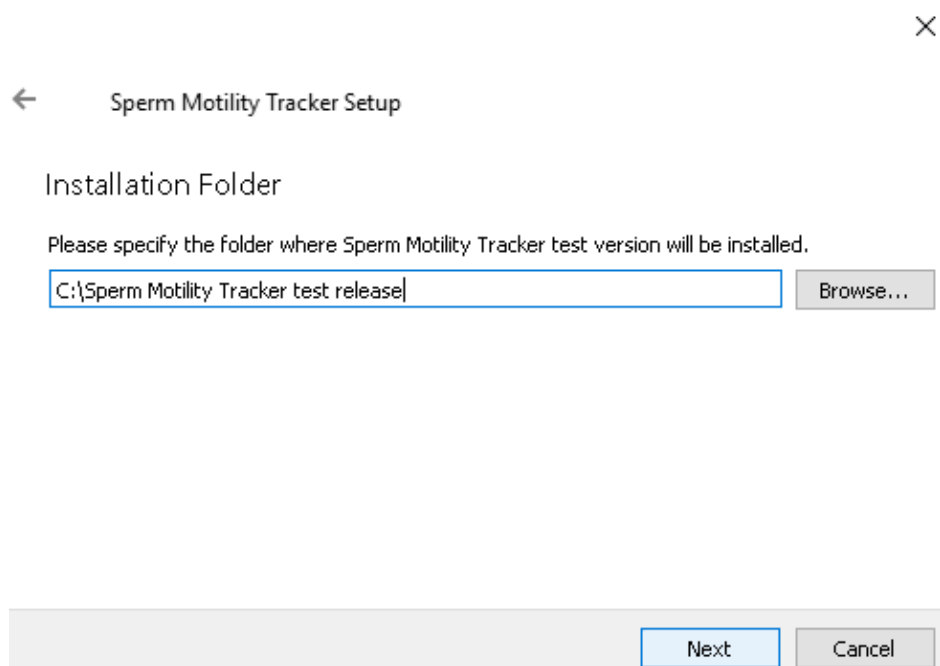 Sperm Motility Tracker Setup
Installation Folder
Please specify the folder where Sperm Motility Tracker test version will be installed.
C:\Sperm Motility Tracker test release
Browse...
Next
Cancel